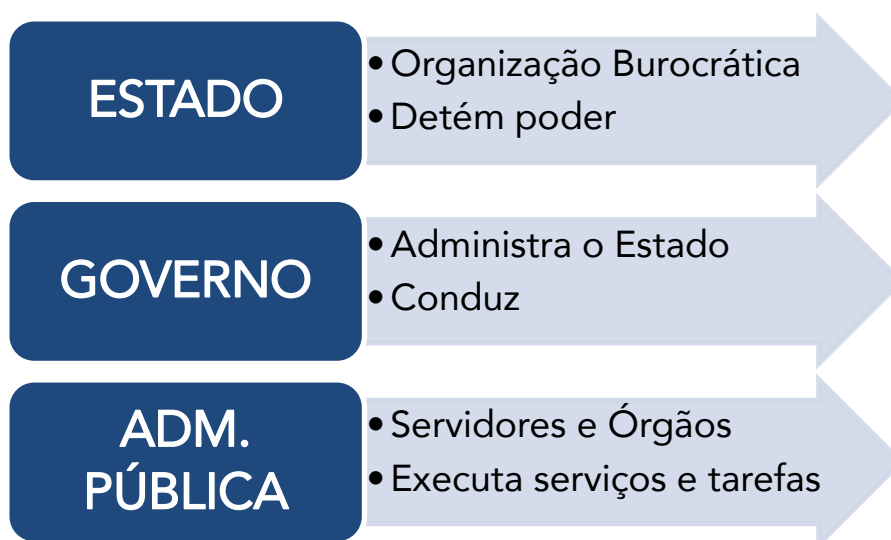 ESTADO
• Organização Burocrática
• Detém poder
GOVERNO
• Administra o Estado
• Conduz
ADM.
PÚBLICA
• Servidores e Órgãos
• Executa serviços e tarefas